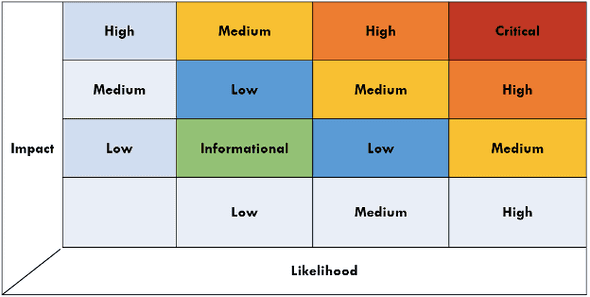 High Medium High Critical
Medium Low Medium High
Impact Low Informational Low Medium
Low Medium High
Likelihood